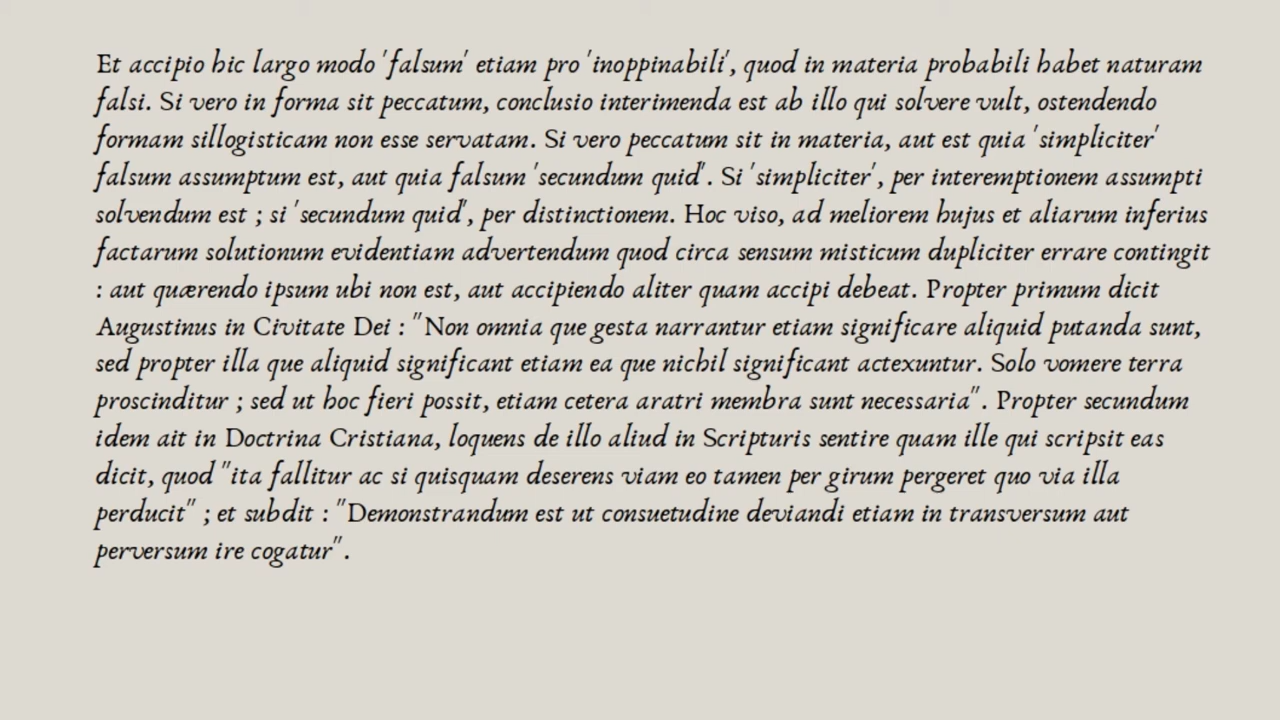 Et accipio hic largo modo 'falsum' etiam pro 'inoppinabili', quod in materia probabili habet naturam
falsi. Si vero in forma sit peccatum, conclusio interimenda est ab illo qui solvere vult, ostendendo
formam sillogisticam non esse servatam. Si vero peccatum sit in materia, aut est quia 'simpliciter'
falsum assumptum est, aut quia falsum 'secundum quid'. Si 'simpliciter', per interemptionem assumpti
solvendum est ; si 'secundum quid', per distinctionem. Hoc viso, ad meliorem hujus et aliarum inferius
factarum solutionum evidentiam advertendum quod circa sensum misticum dupliciter errare contingit
: aut quærendo ipsum ubi non est, aut accipiendo aliter quam accipi debeat. Propter primum dicit
Augustinus in Civitate Dei : "Non omnia que gesta narrantur etiam significare aliquid putanda sunt,
sed propter illa que aliquid significant etiam ea que nichil significant actexuntur. Solo vomere terra
proscinditur ; sed ut hoc fieri possit, etiam cetera aratri membra sunt necessaria". Propter secundum
idem ait in Doctrina Cristiana, loquens de illo aliud in Scripturis sentire quam ille qui scripsit eas
dicit, quod "ita fallitur ac si quisquam deserens viam eo tamen per girum pergeret quo via illa
perducit" ; et subdit : "Demonstrandum est ut consuetudine deviandi etiam in transversum aut
perversum ire cogatur".